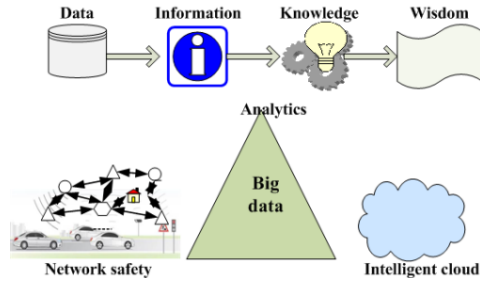 Data Information Knowledge Wisdom
Analytics
Big
data
Network safety Intelligent cloud